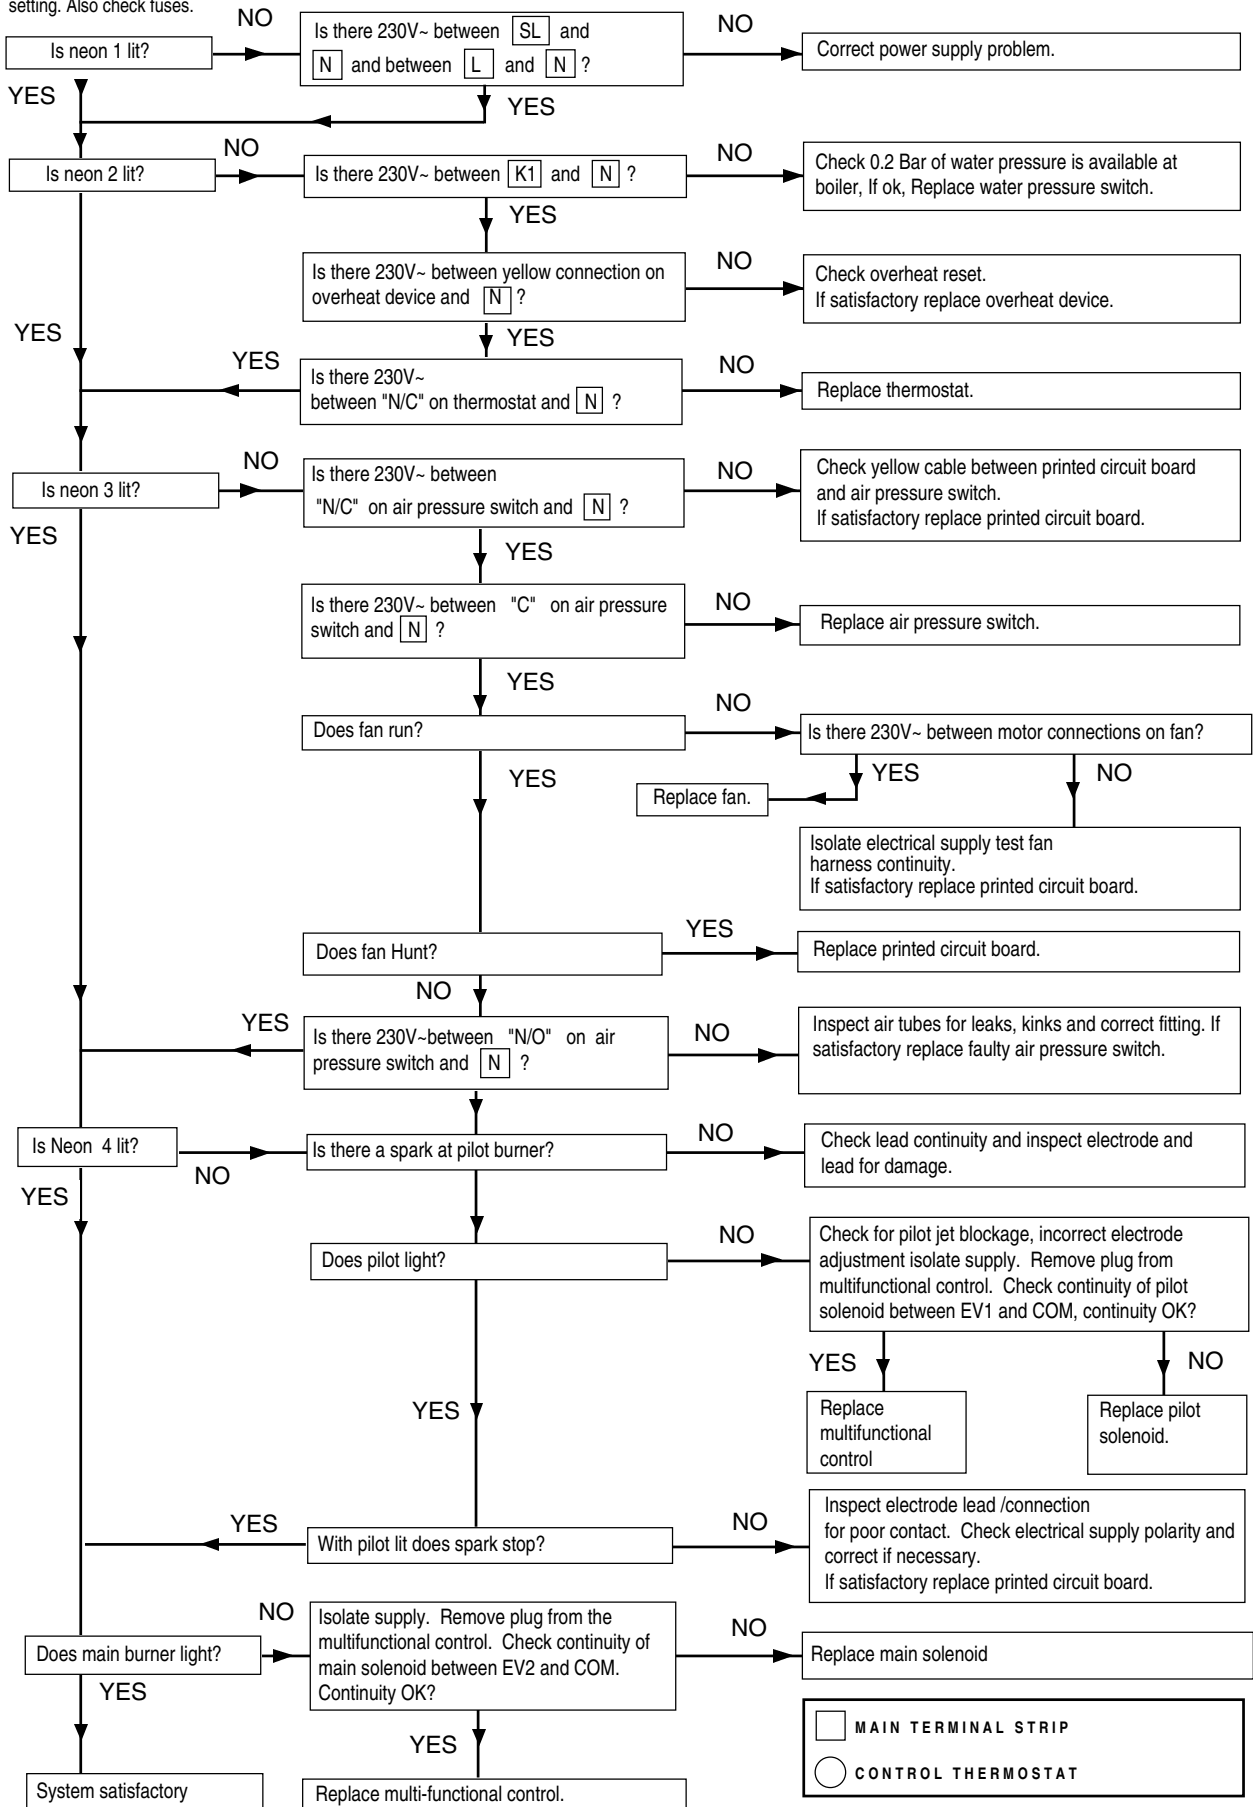 setting. Also check fuses.
Is neon 1 lit?
NO
Is there 230V~ between SL and
N and between L and N ?
NO
Correct power supply problem.
YES
YES
Is neon 2 lit?
NO
Is there 230V~ between K1 and N ?
NO
Check 0.2 Bar of water pressure is available at
boiler, If ok, Replace water pressure switch.
YES
Is there 230V~ between yellow connection on
overheat device and N ?
NO
Check overheat reset.
If satisfactory replace overheat device.
YES
YES
YES
Is there 230V~
between "N/C" on thermostat and N ?
NO
Replace thermostat.
Is neon 3 lit?
NO
Is there 230V~ between
"N/C" on air pressure switch and N ?
NO
Check yellow cable between printed circuit board
and air pressure switch.
If satisfactory replace printed circuit board.
YES
YES
Is there 230V~ between "C" on air pressure
switch and N ?
NO
Replace air pressure switch.
YES
Does fan run?
NO
Is there 230V~ between motor connections on fan?
YES
YES
NO
Replace fan.
Isolate electrical supply test fan
harness continuity.
If satisfactory replace printed circuit board.
Does fan Hunt?
YES
Replace printed circuit board.
NO
YES
Is there 230V~between "N/O" on air
pressure switch and N ?
NO
Inspect air tubes for leaks, kinks and correct fitting. If
satisfactory replace faulty air pressure switch.
Is Neon 4 lit?
NO
Is there a spark at pilot burner?
NO
Check lead continuity and inspect electrode and
lead for damage.
YES
Does pilot light?
NO
Check for pilot jet blockage, incorrect electrode
adjustment isolate supply. Remove plug from
multifunctional control. Check continuity of pilot
solenoid between EV1 and COM, continuity OK?
YES
NO
YES
Replace
multifunctional
control
Replace pilot
solenoid.
YES
With pilot lit does spark stop?
NO
Inspect electrode lead /connection
for poor contact. Check electrical supply polarity and
correct if necessary.
If satisfactory replace printed circuit board.
Does main burner light?
NO
Isolate supply. Remove plug from the
multifunctional control. Check continuity of
main solenoid between EV2 and COM.
Continuity OK?
NO
Replace main solenoid
YES
YES
MAIN TERMINAL STRIP
CONTROL THERMOSTAT
System satisfactory
Replace multi-functional control.